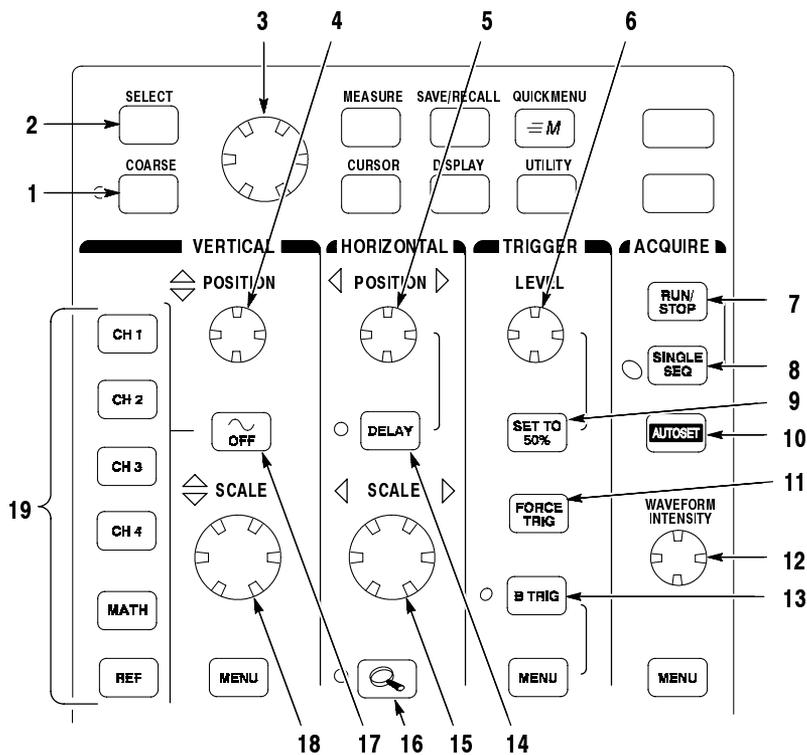 3 4 5 6
SELECT MEASURE SAVE/RECALL QUICKMENU
2 M
COARSE CURSOR DISPLAY UTILITY
1
VERTICAL HORIZONTAL TRIGGER ACQUIRE
POSITION POSITION LEVEL
RUN/
STOP
7
CH 1
SINGLE
SEQ
8
CH 2
OFF
DELAY
SET TO
50%
9
AUTOSET
10
CH 3
SCALE SCALE
11
19
FORCE
TRIG
WAVEFORM
INTENSITY
CH 4
12
MATH
B TRIG
13
REF MENU MENU MENU
18 17 16 15 14